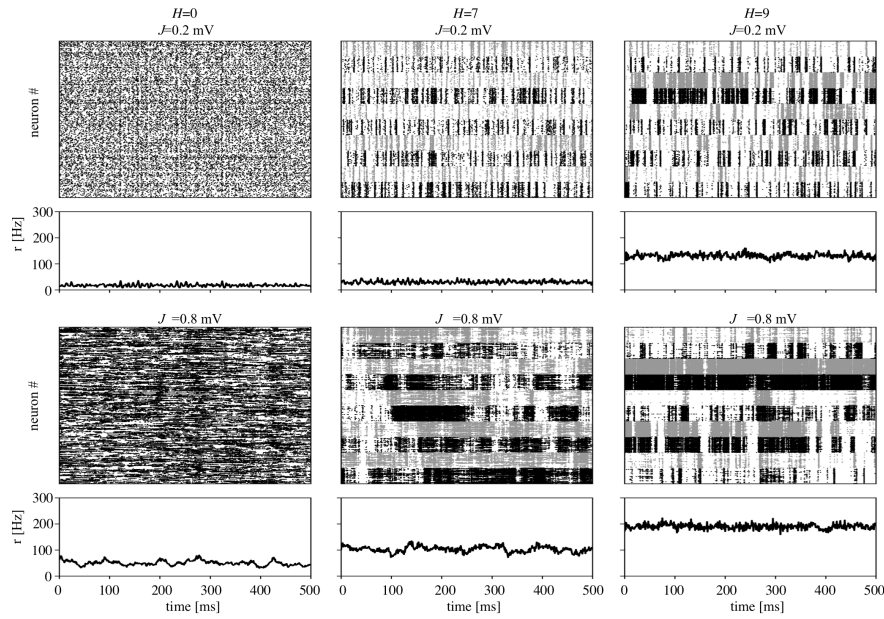 H=0
J=0.2 mV
H=7
J=0.2 mV
H=9
J=0.2 mV
neuron #
r [Hz]
300
200
100
0
J =0.8 mV
J =0.8 mV
J =0.8 mV
neuron #
r [Hz]
300
200
100
0
0 100 200 300 400 500
0 100 200 300 400 500
0 100 200 300 400 500
time [ms]
time [ms]
time [ms]